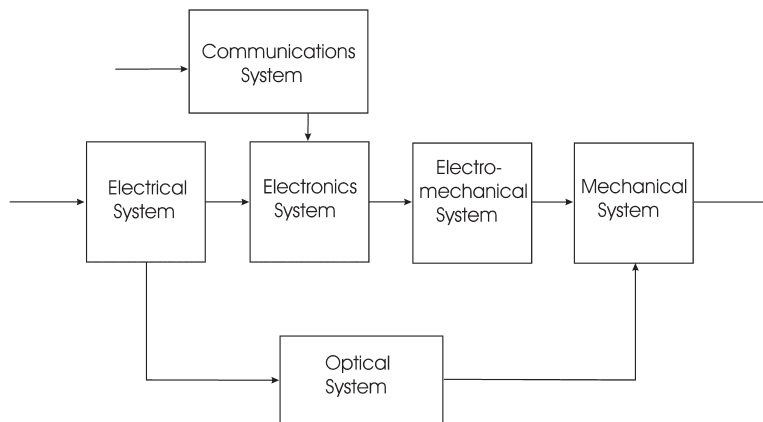 Communications
System
Electrical
System
Electronics
System
Electro-
mechanical
System
Mechanical
System
Optical
System